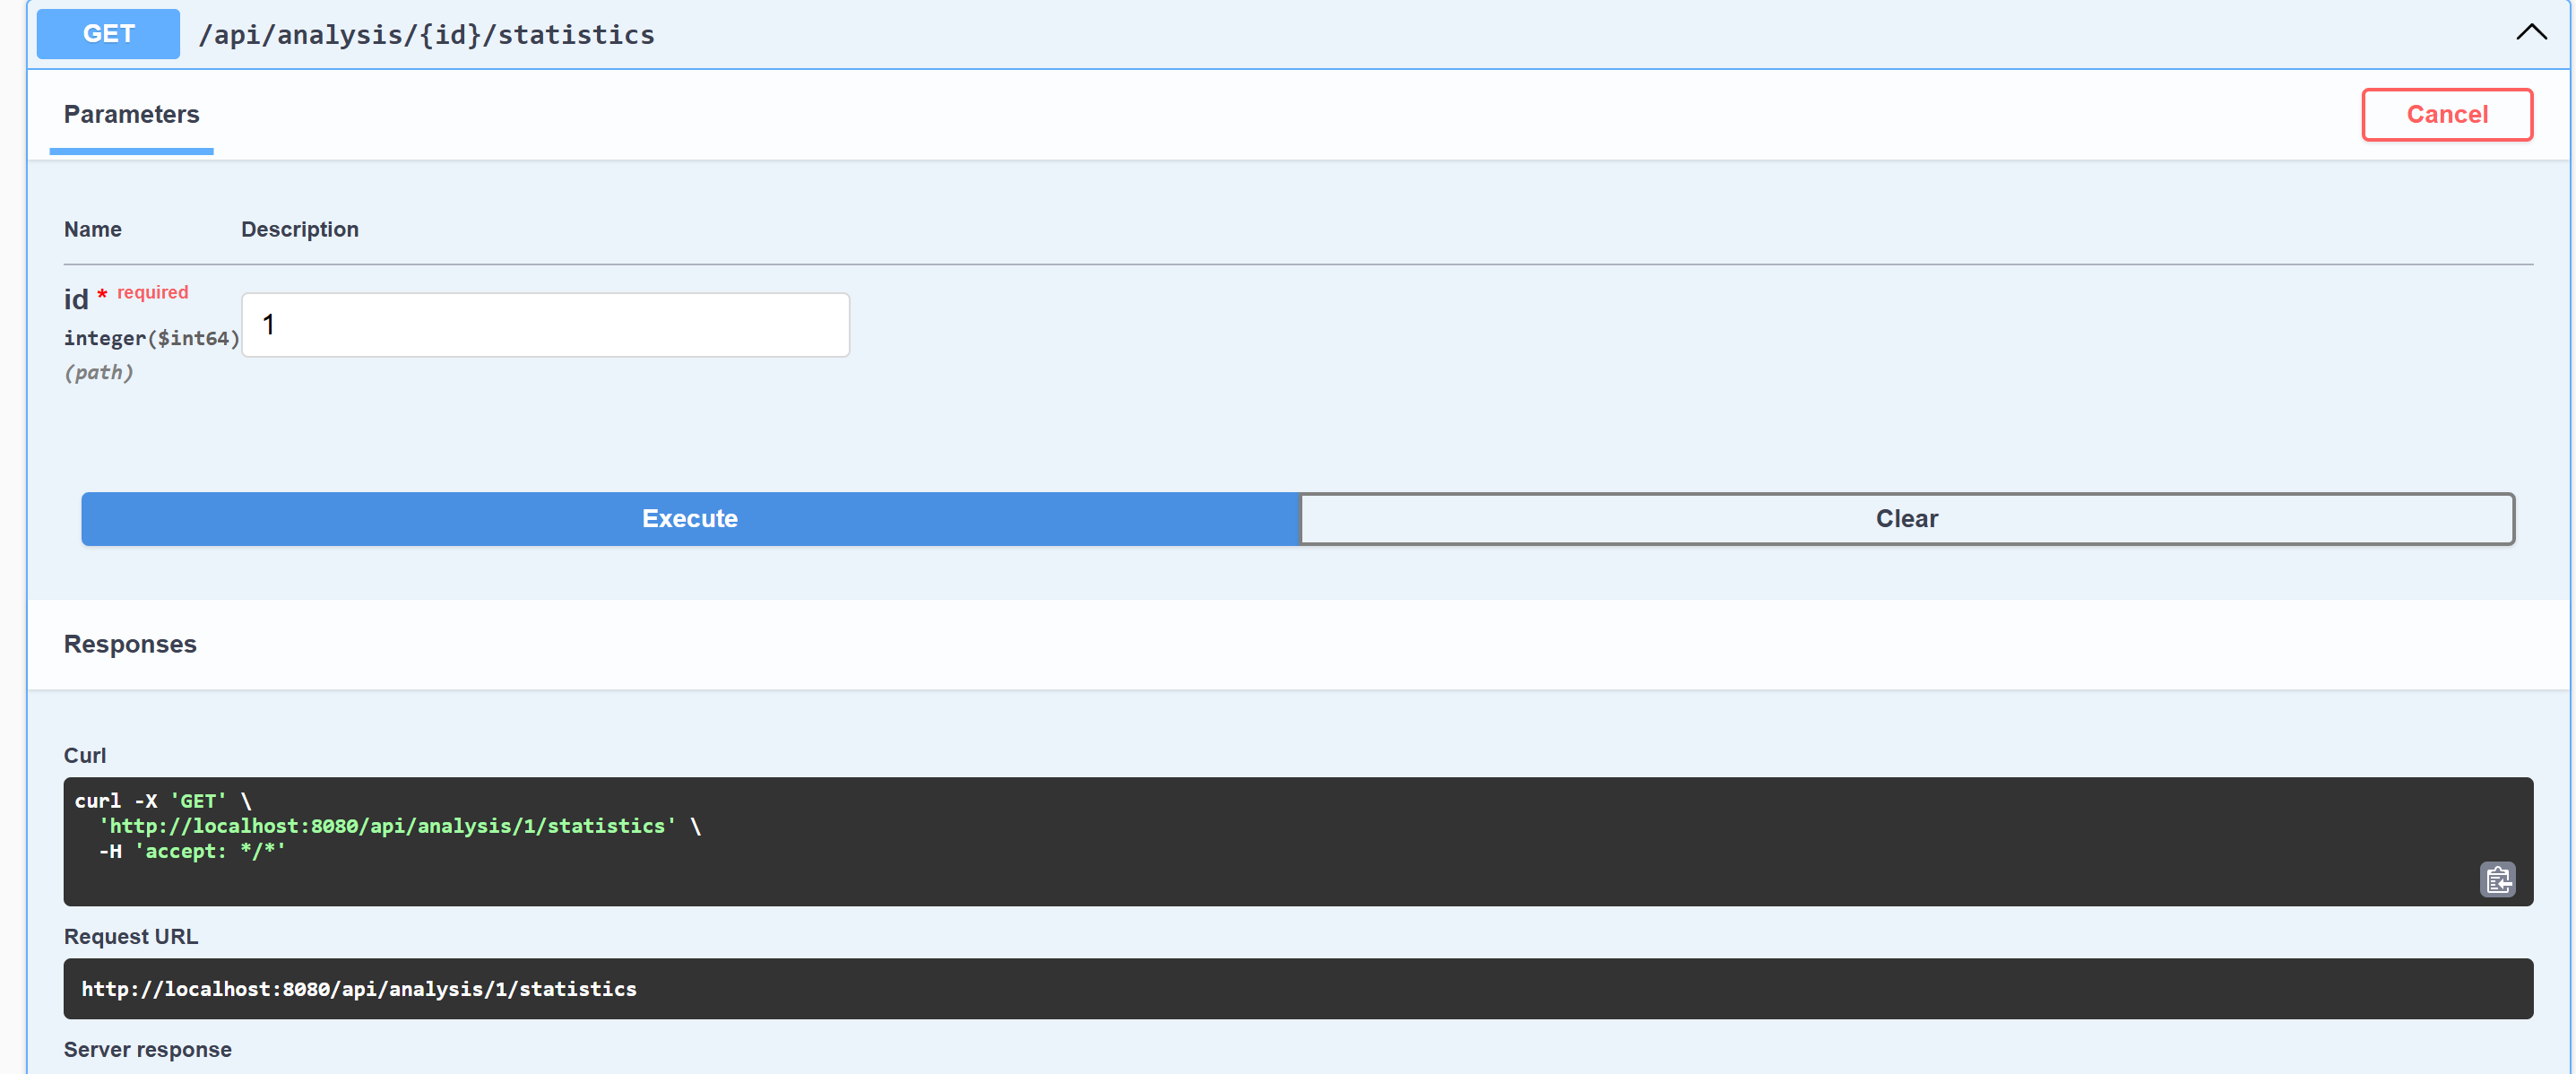 GET /api/analysis/{id}/statistics
Parameters
Cancel
Name Description
id * required
integer($int64)
(path)
1
Execute
Clear
Responses
Curl
curl -X 'GET' \
'http://localhost:8080/api/analysis/1/statistics' \
-H 'accept: */*'
Request URL
http://localhost:8080/api/analysis/1/statistics
Server response